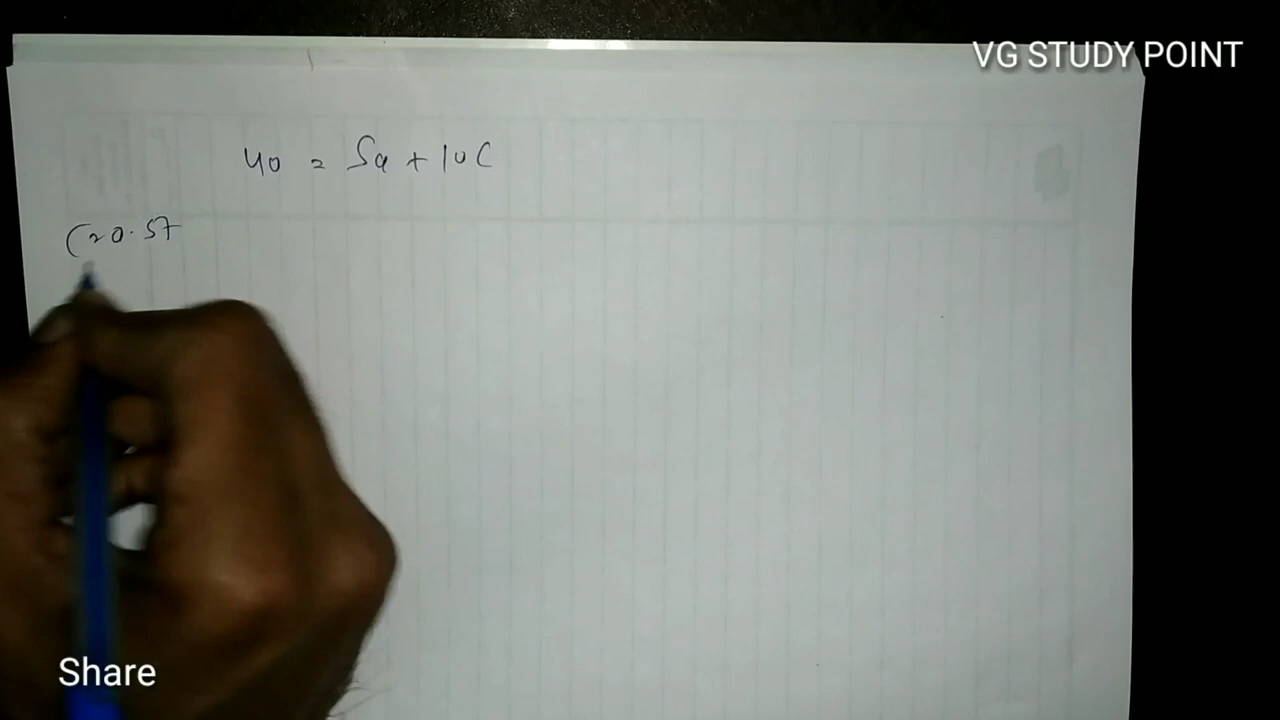 VG STUDY POINT
40 = 5a + 10C
C = 0.57
Share